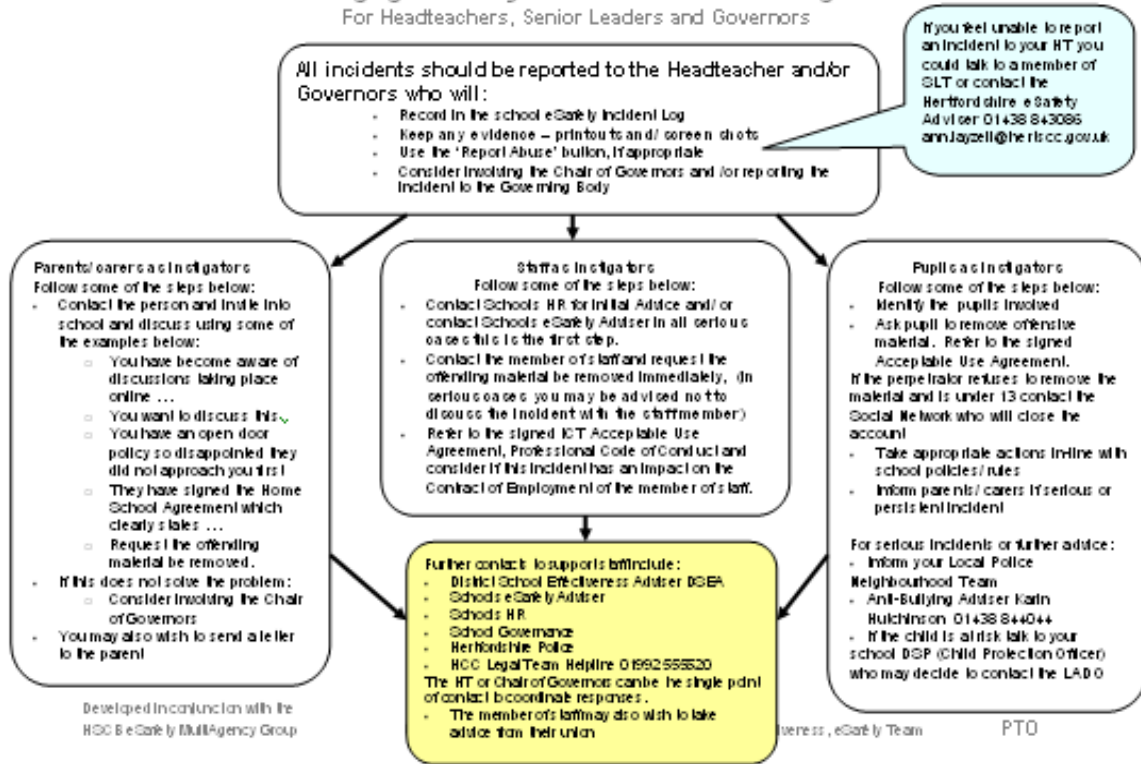 For Headteachers, Senior Leaders and Governors
If you feel unable to report
an incident to your HT you
could talk to a member of
SLT or contact the
Hertfordshire eSafety
Adviser 01438 843086
ann.layzell@hertscc.gov.uk
All incidents should be reported to the Headteacher and/or
Governors who will:
- Record in the school eSafety Incident Log
- Keep any evidence – printouts and/ screen shots
- Use the 'Report Abuse' button, if appropriate
- Consider involving the Chair of Governors and /or reporting the
incident to the Governing Body
Parents/carers as instigators
Follow some of the steps below:
- Contact the person and invite into
school and discuss using some of
the examples below:
○ You have become aware of
discussions taking place
online ...
○ You want to discuss this
○ You have an open door
policy so disappointed they
did not approach you first
○ They have signed the Home
School Agreement which
clearly states ...
○ Request the offending
material be removed.
- If this does not solve the problem:
○ Consider involving the Chair
of Governors
- You may also wish to send a letter
to the parent
Staff as instigators
Follow some of the steps below:
- Contact Schools HR for initial Advice and/ or
contact Schools eSafety Adviser in all serious
cases this is the first step.
- Contact the member of staff and request the
offending material be removed immediately, (in
serious cases you may be advised not to
discuss the incident with the staff member)
- Refer to the signed ICT Acceptable Use
Agreement, Professional Code of Conduct and
consider if this incident has an impact on the
Contract of Employment of the member of staff.
Pupils as instigators
Follow some of the steps below:
- Identify the pupils involved
- Ask pupil to remove offensive
material. Refer to the signed
Acceptable Use Agreement.
If the perpetrator refuses to remove the
material and is under 13 contact the
Social Network who will close the
account
- Take appropriate actions in-line with
school policies/ rules
- Inform parents/ carers if serious or
persistent incident
For serious incidents or further advice:
- Inform your Local Police
Neighbourhood Team
- Anti-Bullying Adviser Karin
Hutchinson 01438 844044
- If the child is at risk talk to your
school DSP (Child Protection Officer)
who may decide to contact the LADO
Further contacts to support staff include:
- District School Effectiveness Adviser DSEA
- Schools eSafety Adviser
- Schools HR
- School Governance
- Hertfordshire Police
- HCC Legal Team Helpline 01992 555520
The HT or Chair of Governors can be the single point
of contact to coordinate responses.
- The member of staff may also wish to take
advice from their union
Developed in conjunction with the
HSCB eSafety MultiAgency Group
iveness, eSafety Team
PTO